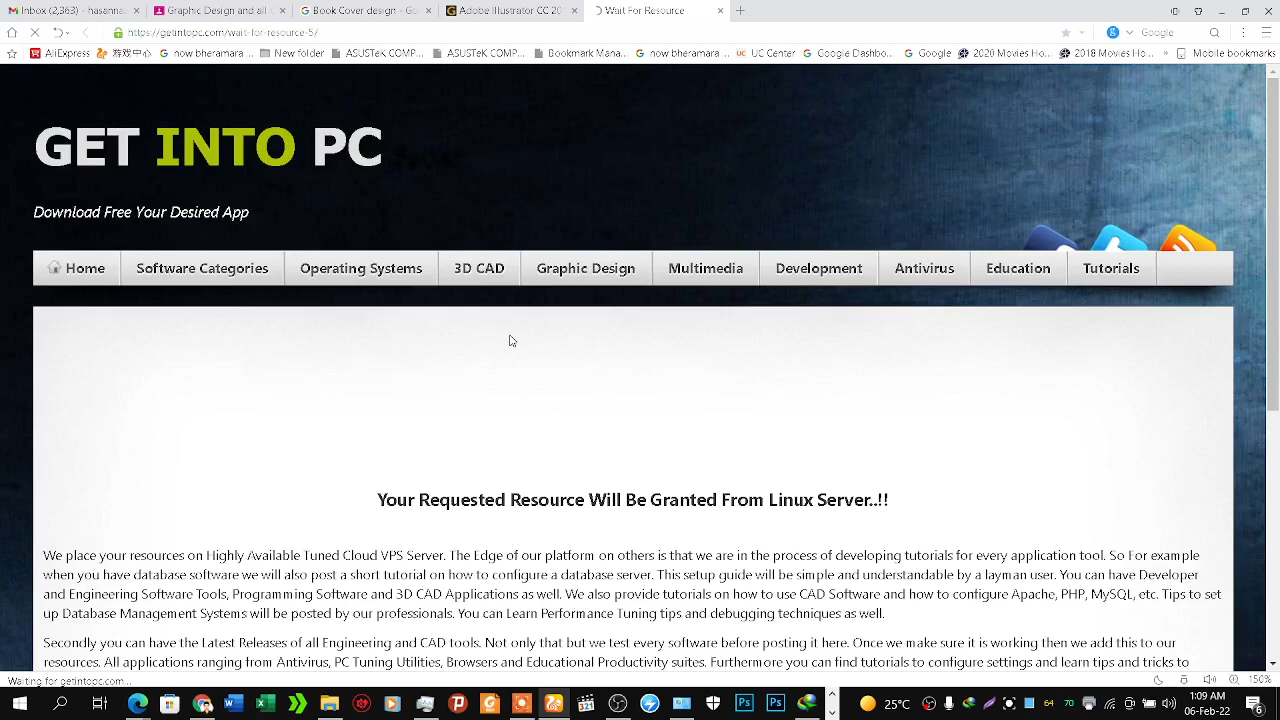 Inbox (2,363) - hasanma
Graphic Design and all
Book Cover design - Go
Adobe Illustrator CC 20
Wait For Resource
https://getintopc.com/wait-for-resource-5/
Google
AliExpress
now bheramara
New folder
ASUSTeK COMP...
ASUSTeK COMP...
Bookmark Mana...
now bheramara
UC Center
Google Dashbo...
Google
2020 Movies Ho...
2018 Movies Ho...
»
Mobile bookmarks
GET INTO PC
Download Free Your Desired App
Home Software Categories Operating Systems 3D CAD Graphic Design Multimedia Development Antivirus Education Tutorials
Your Requested Resource Will Be Granted From Linux Server..!!
We place your resources on Highly Available Tuned Cloud VPS Server. The Edge of our platform on others is that we are in the process of developing tutorials for every application tool. So For example
when you have database software we will also post a short tutorial on how to configure a database server. This setup guide will be simple and understandable by a layman user. You can have Developer
and Engineering Software Tools, Programming Software and 3D CAD Applications as well. We also provide tutorials on how to use CAD Software and how to configure Apache, PHP, MySQL, etc. Tips to set
up Database Management Systems will be posted by our professionals. You can Learn Performance Tuning tips and debugging techniques as well.
Secondly you can have the Latest Releases of all Engineering and CAD tools. Not only that but we test every software before posting it here. Once we make sure it is working then we add this to our
resources. All applications ranging from Antivirus, PC Tuning Utilities, Browsers and Educational Productivity suites. Furthermore you can find tutorials to configure settings and learn tips and tricks to
Waiting for getintopc.com...
150%
25°C
64
70
1:09 AM
06-Feb-22